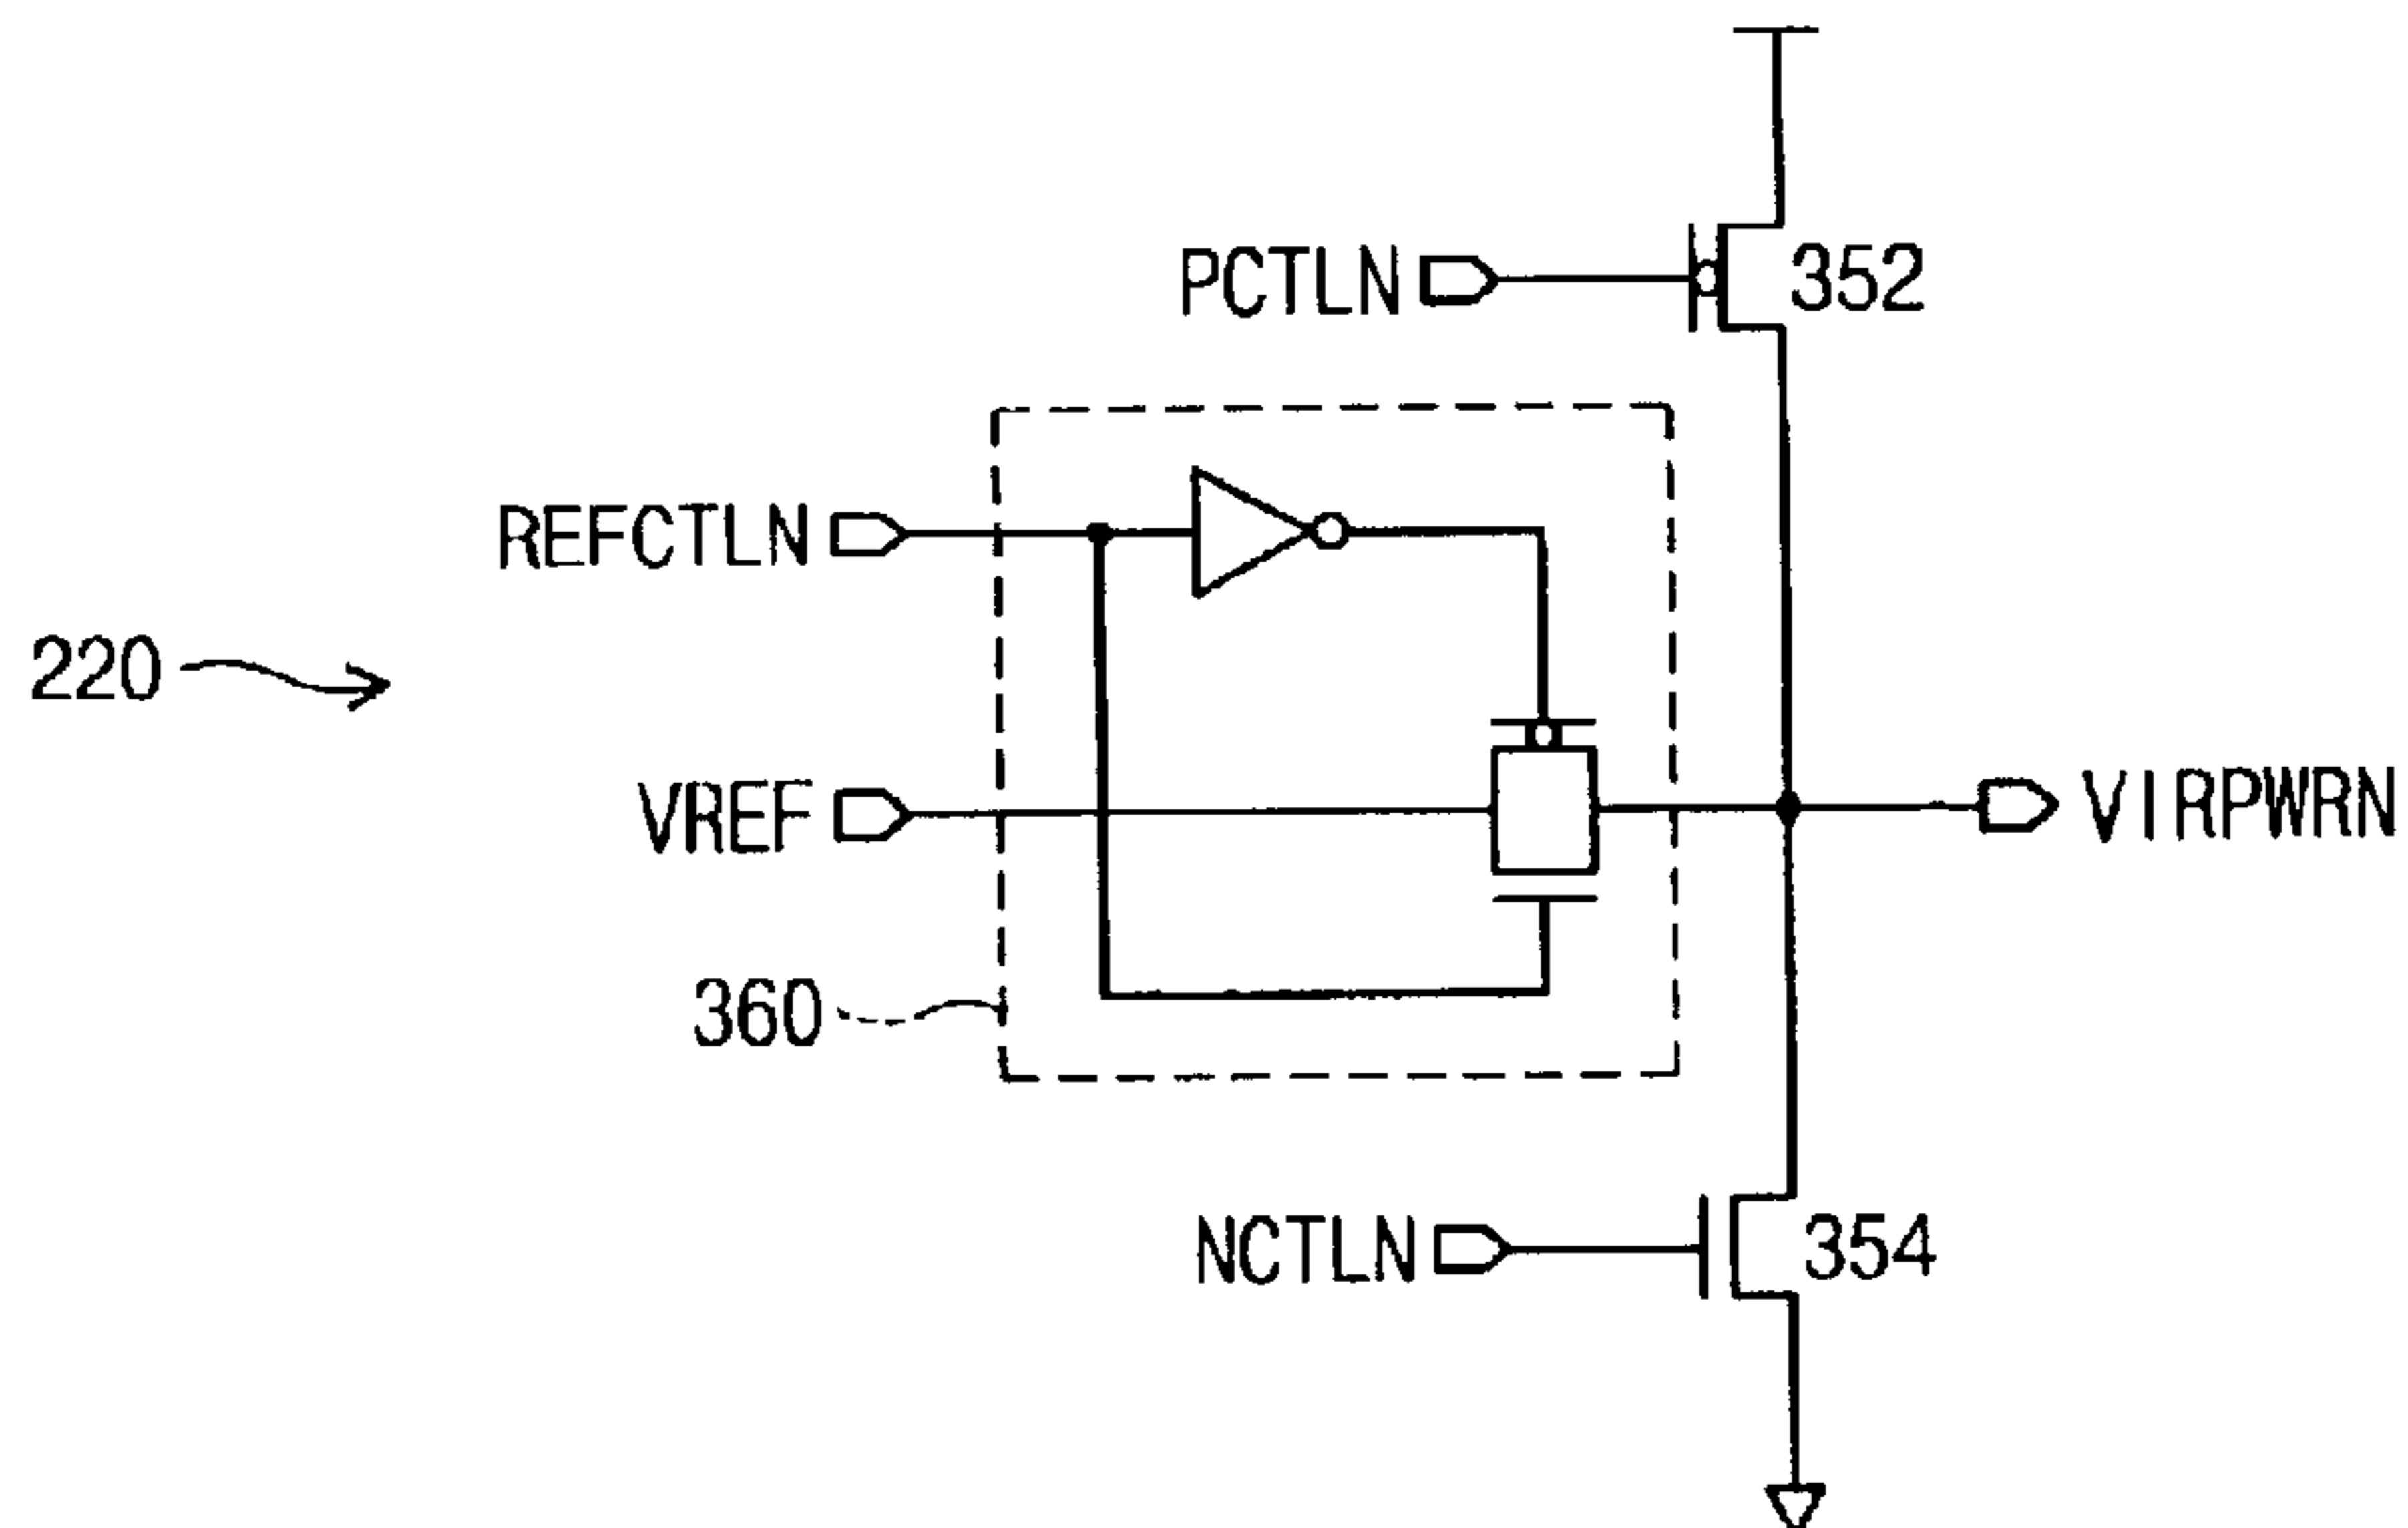 PCTLN
352
REFCTLN
220
VREF
VIRPWRN
360
NCTLN
354